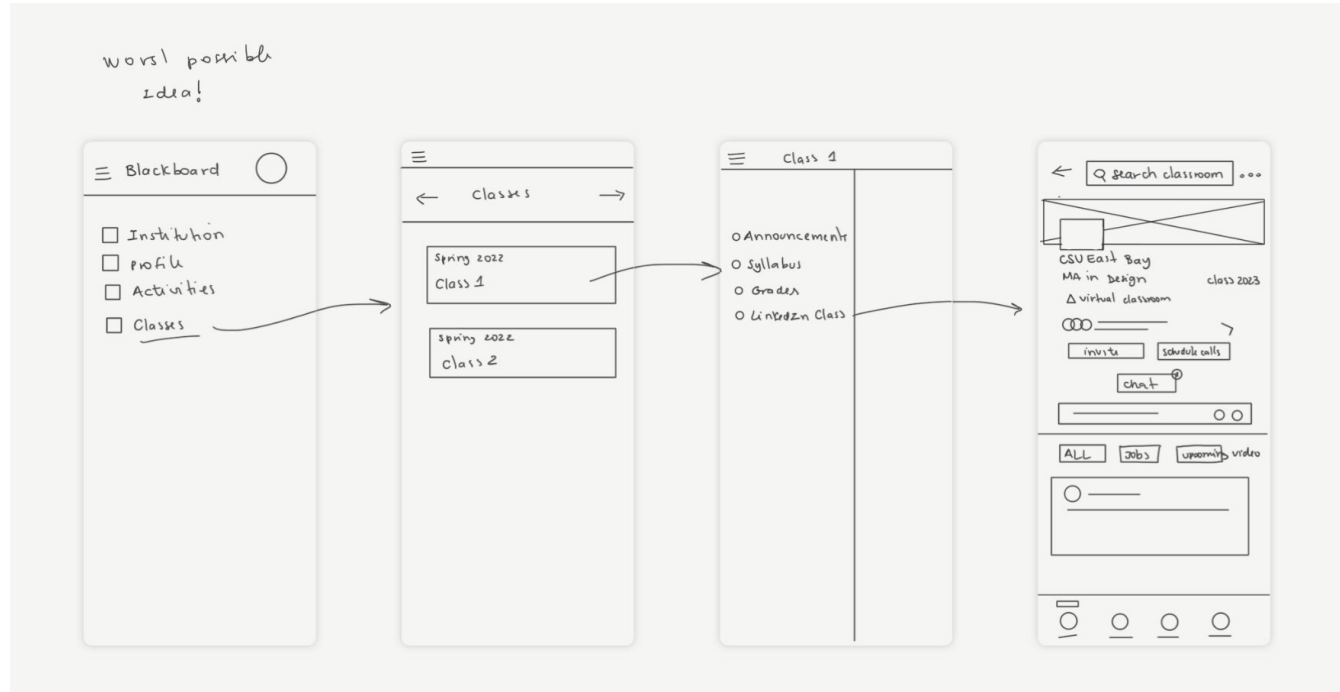 worst possible
Idea!
Blackboard
Institution
profile
Activities
Classes
Classes
Spring 2022
Class 1
Spring 2022
Class 2
Class 1
Announcements
Syllabus
Grades
LinkedIn Class
Search classroom
CSU East Bay
MA in Design
class 2023
virtual classroom
invite
schedule calls
chat
ALL
Jobs
upcoming video